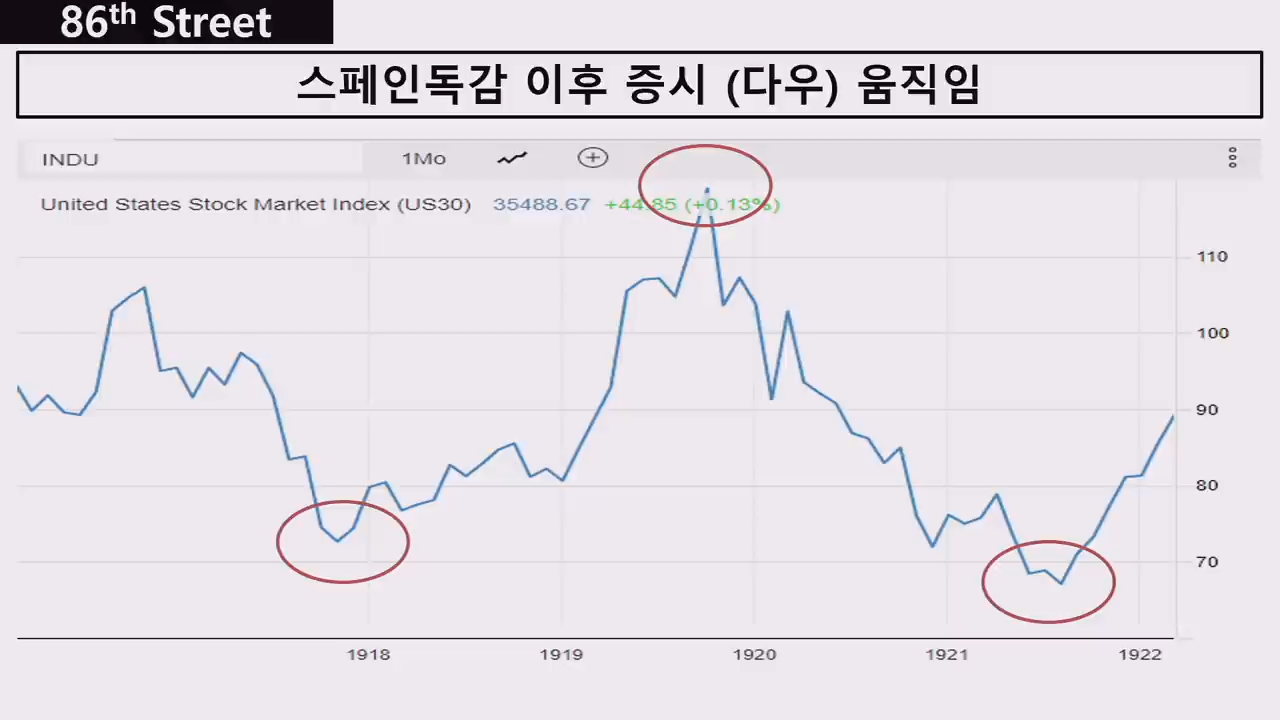 86th Street
스페인독감 이후 증시 (다우) 움직임
INDU 1Mo
United States Stock Market Index (US30) 35488.67 +44.85 (+0.13%)
110
100
90
80
70
1918 1919 1920 1921 1922